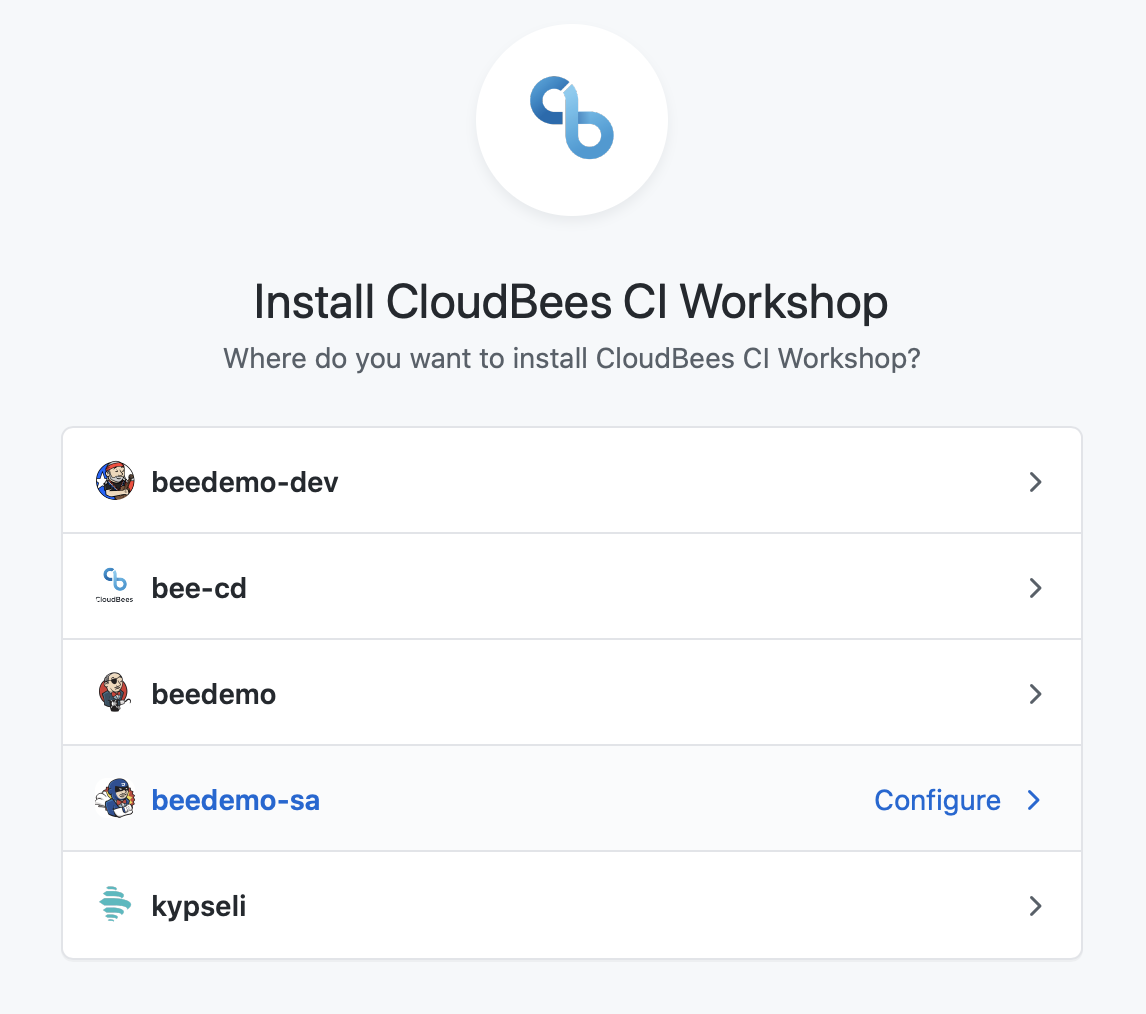 Install CloudBees CI Workshop
Where do you want to install CloudBees CI Workshop?
beedemo-dev
CloudBees
bee-cd
beedemo
beedemo-sa Configure
kypseli